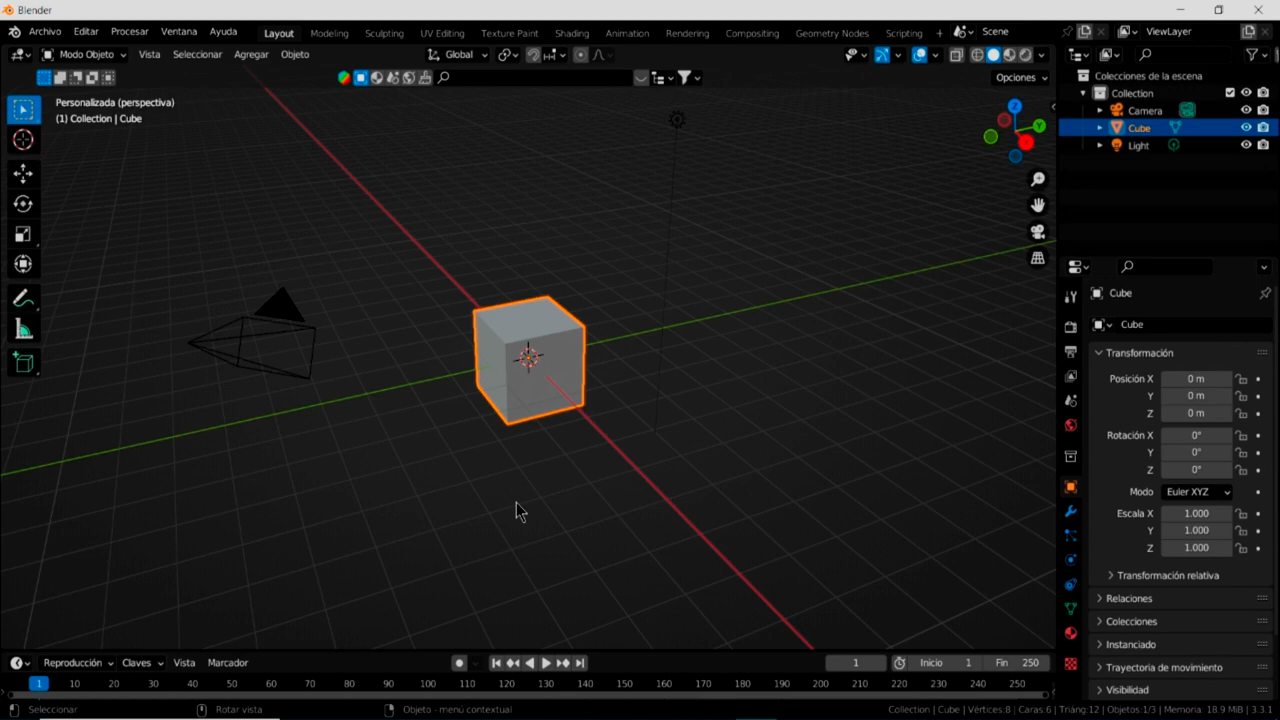 Blender
Archivo Editar Procesar Ventana Ayuda Layout Modeling Sculpting UV Editing Texture Paint Shading Animation Rendering Compositing Geometry Nodes Scripting + Scene ViewLayer
Modo Objeto Vista Seleccionar Agregar Objeto Global
Opciones
Personalizada (perspectiva)
(1) Collection | Cube
Z
Y
X
Colecciones de la escena
Collection
Camera
Cube
Light
Cube
Cube
Transformación
Posición X 0 m
Y 0 m
Z 0 m
Rotación X 0°
Y 0°
Z 0°
Modo Euler XYZ
Escala X 1.000
Y 1.000
Z 1.000
Transformación relativa
Relaciones
Colecciones
Instanciado
Trayectoria de movimiento
Visibilidad
Reproducción Claves Vista Marcador 1 Inicio 1 Fin 250
1 10 20 30 40 50 60 70 80 90 100 110 120 130 140 150 160 170 180 190 200 210 220 230 240 250
Seleccionar Rotar vista Objeto - menú contextual Collection | Cube | Vértices:8 | Caras:6 | Triáng:12 | Objetos:1/3 | Memoria: 18.9 MiB | 3.3.1